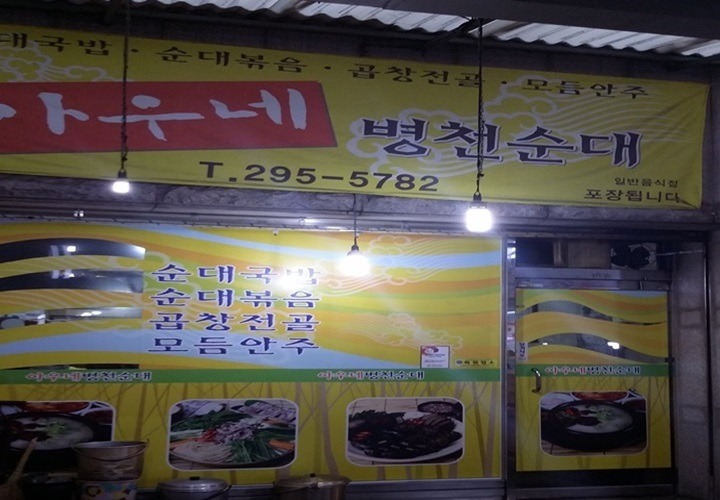 대국밥 · 순대볶음 · 곱창전골 · 모듬안주
아우네 병천순대
T.295-5782
일반음식점
포장됩니다
순대국밥
순대볶음
곱창전골
모듬안주
아우네병천순대 아우네병천순대 아우네병천순대